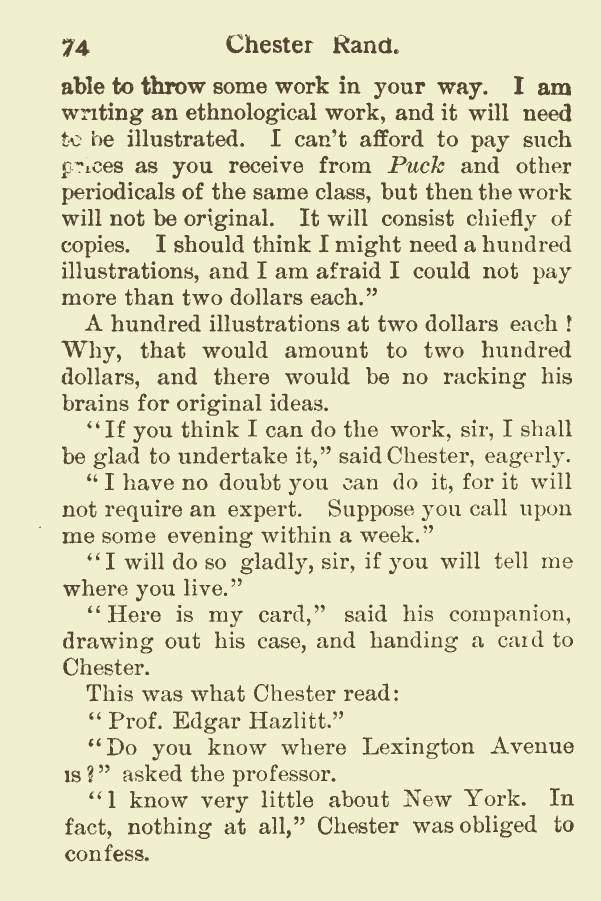 74 Chester Rand.
able to throw some work in your way. I am
writing an ethnological work, and it will need
to be illustrated. I can't afford to pay such
prices as you receive from Puck and other
periodicals of the same class, but then the work
will not be original. It will consist chiefly of
copies. I should think I might need a hundred
illustrations, and I am afraid I could not pay
more than two dollars each."
A hundred illustrations at two dollars each!
Why, that would amount to two hundred
dollars, and there would be no racking his
brains for original ideas.
"If you think I can do the work, sir, I shall
be glad to undertake it," said Chester, eagerly.
"I have no doubt you can do it, for it will
not require an expert. Suppose you call upon
me some evening within a week."
"I will do so gladly, sir, if you will tell me
where you live."
"Here is my card," said his companion,
drawing out his case, and handing a card to
Chester.
This was what Chester read:
"Prof. Edgar Hazlitt."
"Do you know where Lexington Avenue
is?" asked the professor.
"I know very little about New York. In
fact, nothing at all," Chester was obliged to
confess.